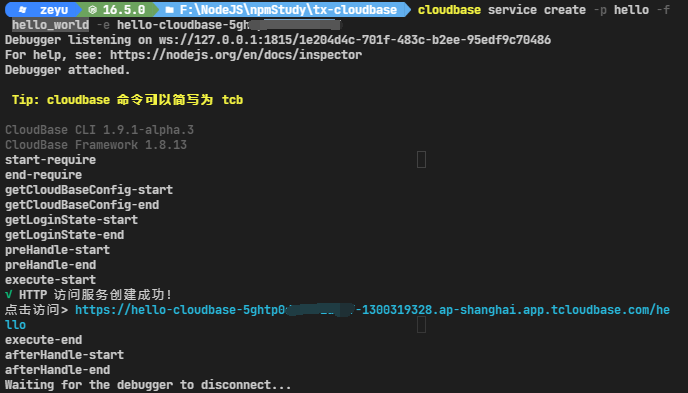 zeyu 16.5.0 F:\NodeJS\npmStudy\tx-cloudbase cloudbase service create -p hello -f
hello_world -e hello-cloudbase-5gh
Debugger listening on ws://127.0.0.1:1815/1e204d4c-701f-483c-b2ee-95edf9c70486
For help, see: https://nodejs.org/en/docs/inspector
Debugger attached.
Tip: cloudbase 命令可以简写为 tcb
CloudBase CLI 1.9.1-alpha.3
CloudBase Framework 1.8.13
start-require
end-require
getCloudBaseConfig-start
getCloudBaseConfig-end
getLoginState-start
getLoginState-end
preHandle-start
preHandle-end
execute-start
√ HTTP 访问服务创建成功!
点击访问> https://hello-cloudbase-5ghtp0 -1300319328.ap-shanghai.app.tcloudbase.com/he
llo
execute-end
afterHandle-start
afterHandle-end
Waiting for the debugger to disconnect...